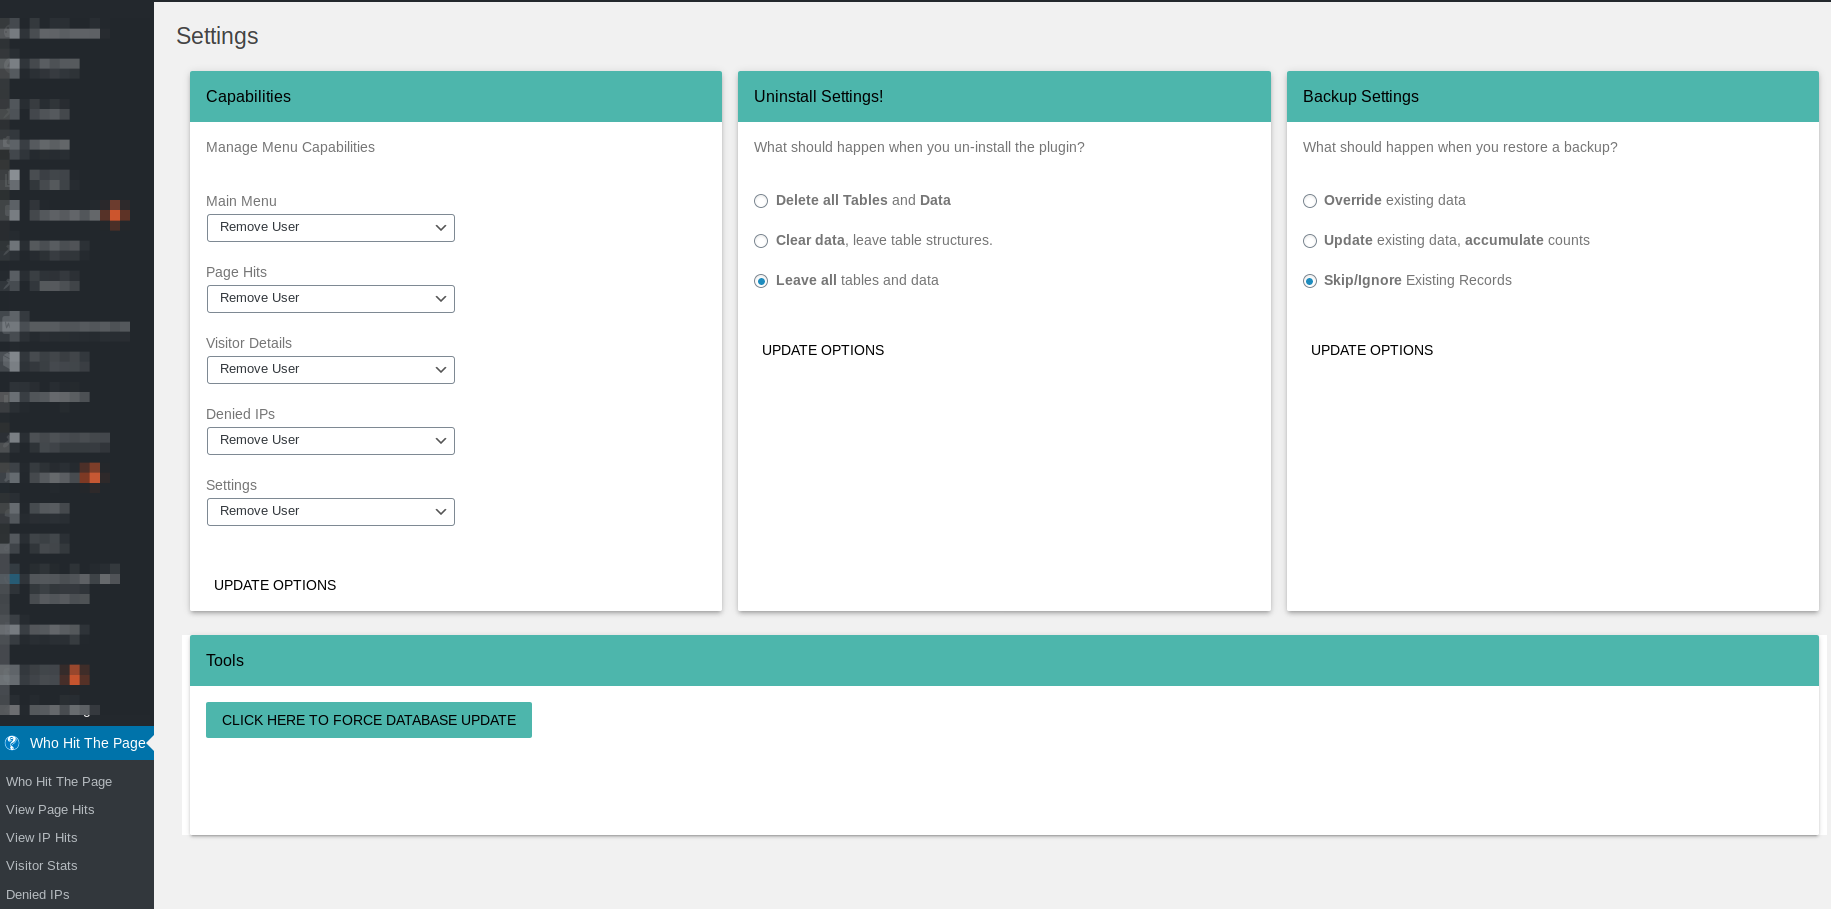 Settings
Capabilities
Manage Menu Capabilities
Main Menu
Remove User
Page Hits
Remove User
Visitor Details
Remove User
Denied IPs
Remove User
Settings
Remove User
UPDATE OPTIONS
Uninstall Settings!
What should happen when you un-install the plugin?
Delete all Tables and Data
Clear data, leave table structures.
Leave all tables and data
UPDATE OPTIONS
Backup Settings
What should happen when you restore a backup?
Override existing data
Update existing data, accumulate counts
Skip/Ignore Existing Records
UPDATE OPTIONS
Tools
CLICK HERE TO FORCE DATABASE UPDATE
Who Hit The Page
Who Hit The Page
View Page Hits
View IP Hits
Visitor Stats
Denied IPs